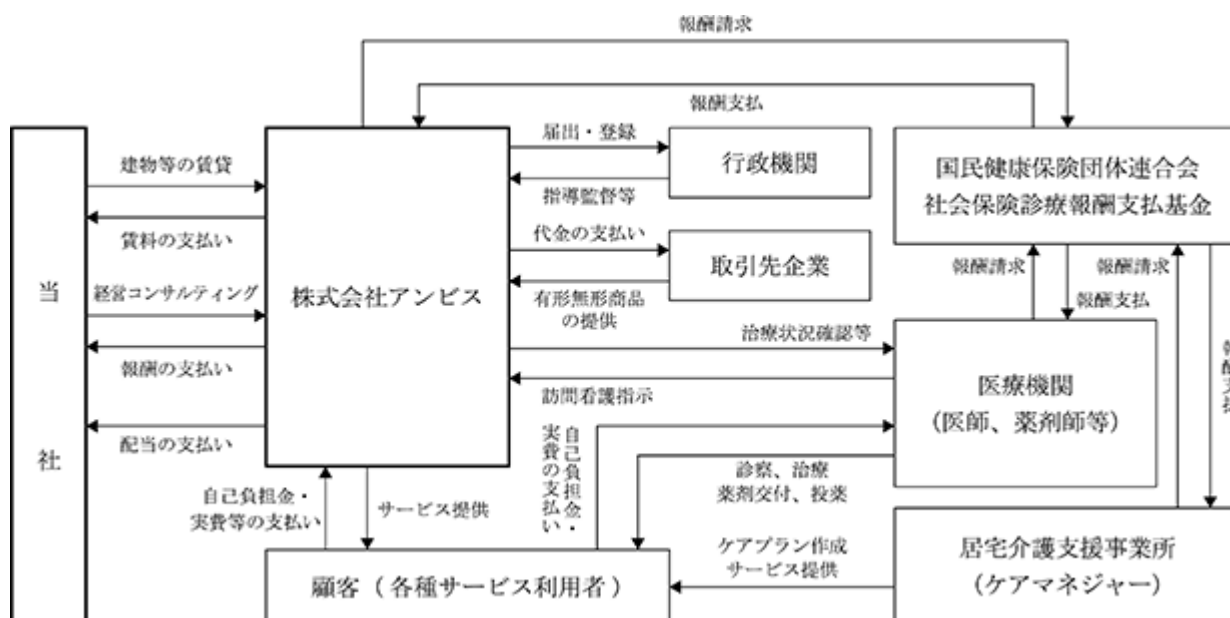 報酬請求
報酬支払
当
社
建物等の賃貸
賃料の支払い
経営コンサルティング
報酬の支払い
配当の支払い
株式会社アンビス
届出・登録
指導監督等
行政機関
代金の支払い
有形無形商品
の提供
取引先企業
国民健康保険団体連合会
社会保険診療報酬支払基金
報酬請求
報酬支払
報酬請求
報酬支払
治療状況確認等
訪問看護指示
医療機関
(医師、薬剤師等)
自己負担金・
実費の支払い
診察、治療
薬剤交付、投薬
自己負担金・
実費等の支払い
サービス提供
顧客(各種サービス利用者)
ケアプラン作成
サービス提供
居宅介護支援事業所
(ケアマネジャー)